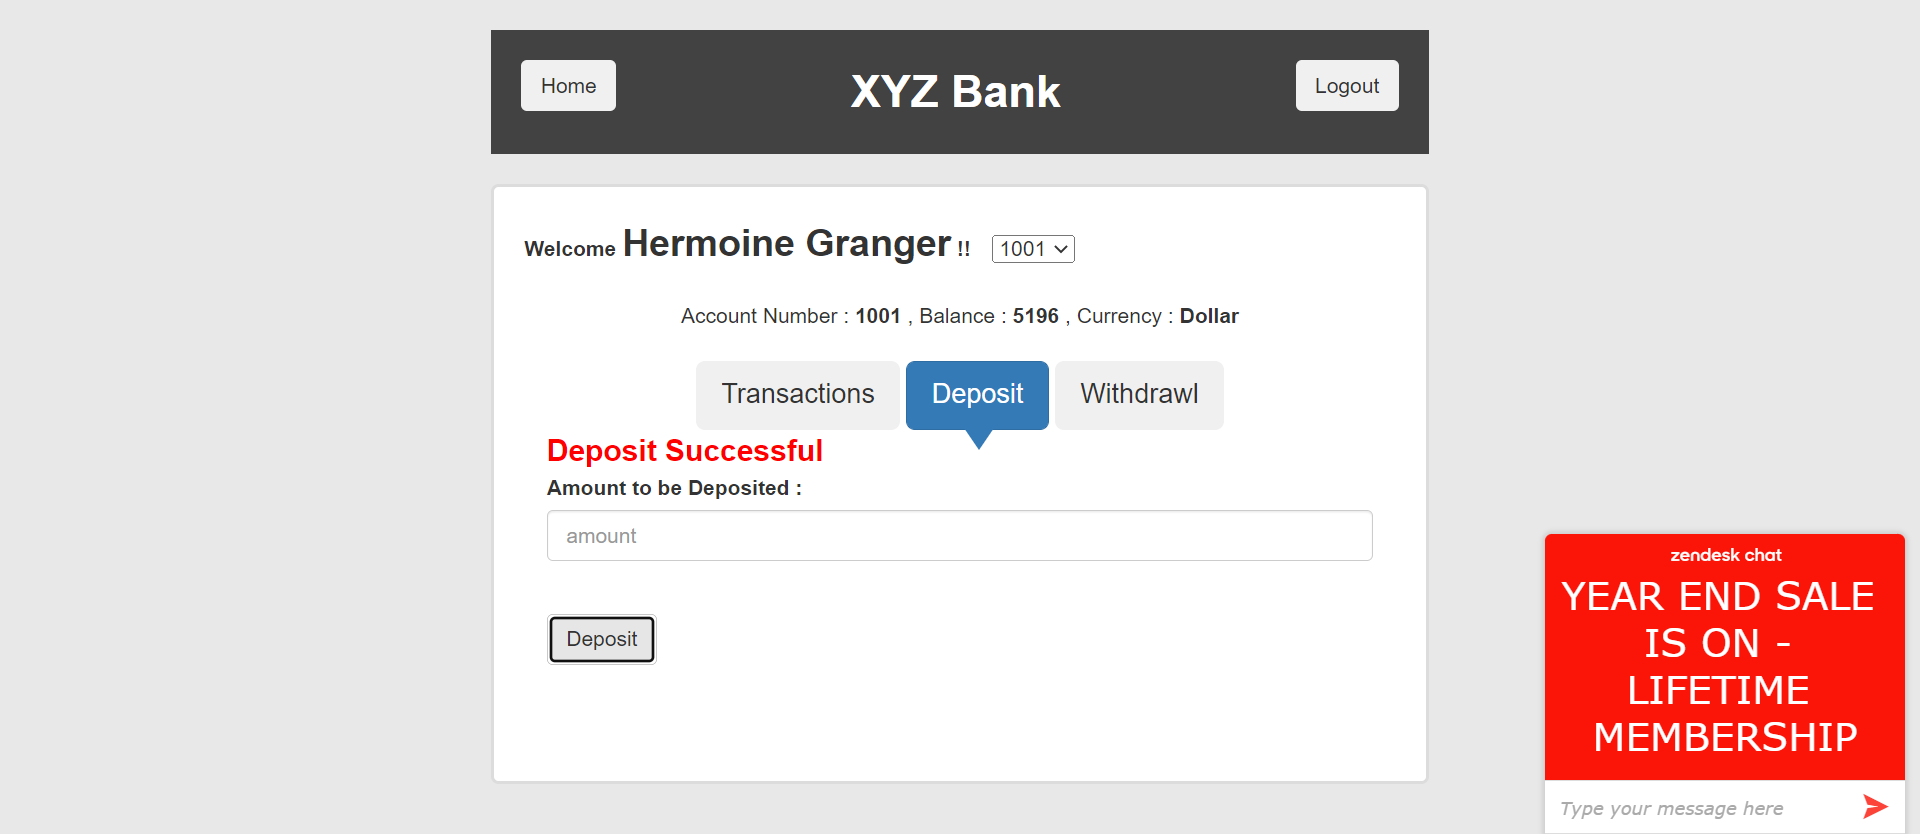 Home
XYZ Bank
Logout
Welcome Hermoine Granger !! 1001
Account Number : 1001 , Balance : 5196 , Currency : Dollar
Transactions
Deposit
Withdrawl
Deposit Successful
Amount to be Deposited :
amount
Deposit
zendesk chat
YEAR END SALE
IS ON -
LIFETIME
MEMBERSHIP
Type your message here